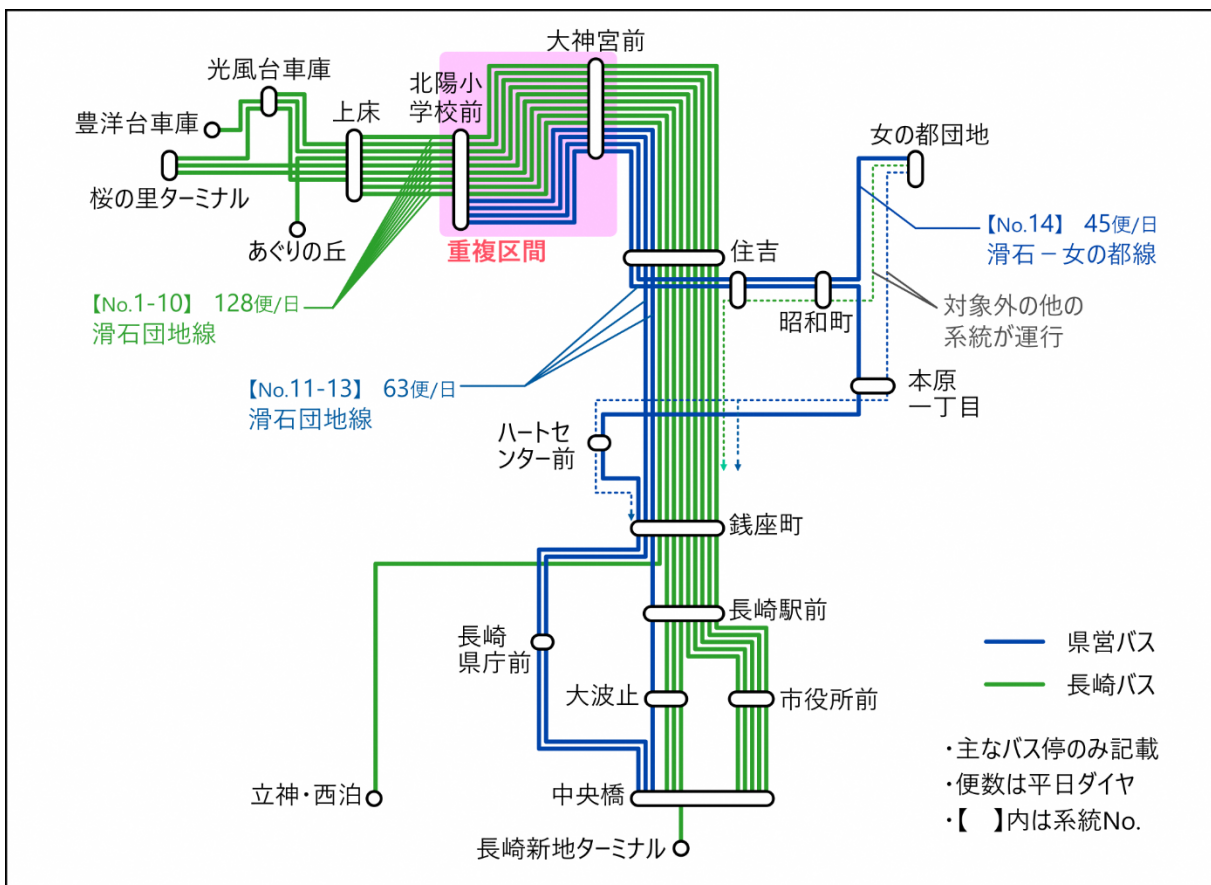 大神宮前
光風台車庫
北陽小
学校前
上床
豊洋台車庫
女の都団地
桜の里ターミナル
あぐりの丘
重複区間
住吉
【No.14】 45便/日
滑石－女の都線
【No.1-10】 128便/日
滑石団地線
昭和町
対象外の他の
系統が運行
【No.11-13】 63便/日
滑石団地線
本原
一丁目
ハートセ
ンター前
銭座町
長崎駅前
長崎
県庁前
県営バス
長崎バス
大波止
市役所前
・主なバス停のみ記載
・便数は平日ダイヤ
・【　】内は系統No.
立神・西泊
中央橋
長崎新地ターミナル